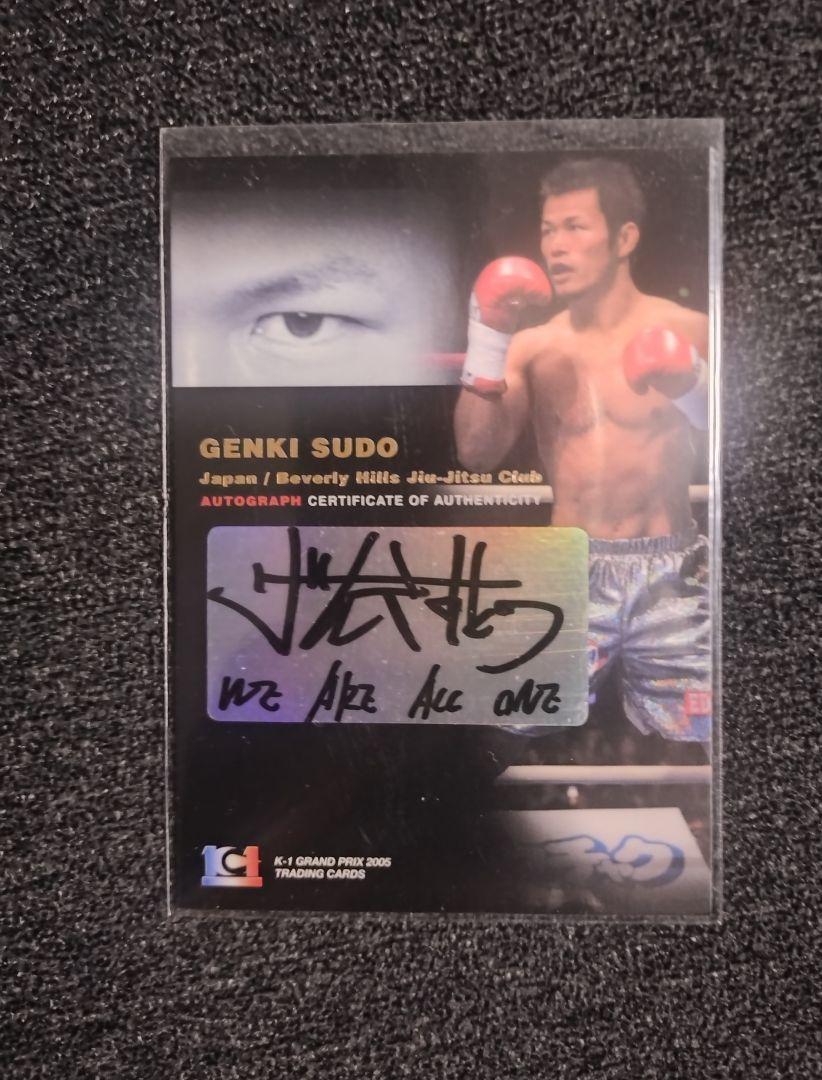 GENKI SUDO
Japan / Beverly Hills Jiu-Jitsu Club
AUTOGRAPH CERTIFICATE OF AUTHENTICITY
WE ARE ALL ONE
K-1 GRAND PRIX 2005
TRADING CARDS